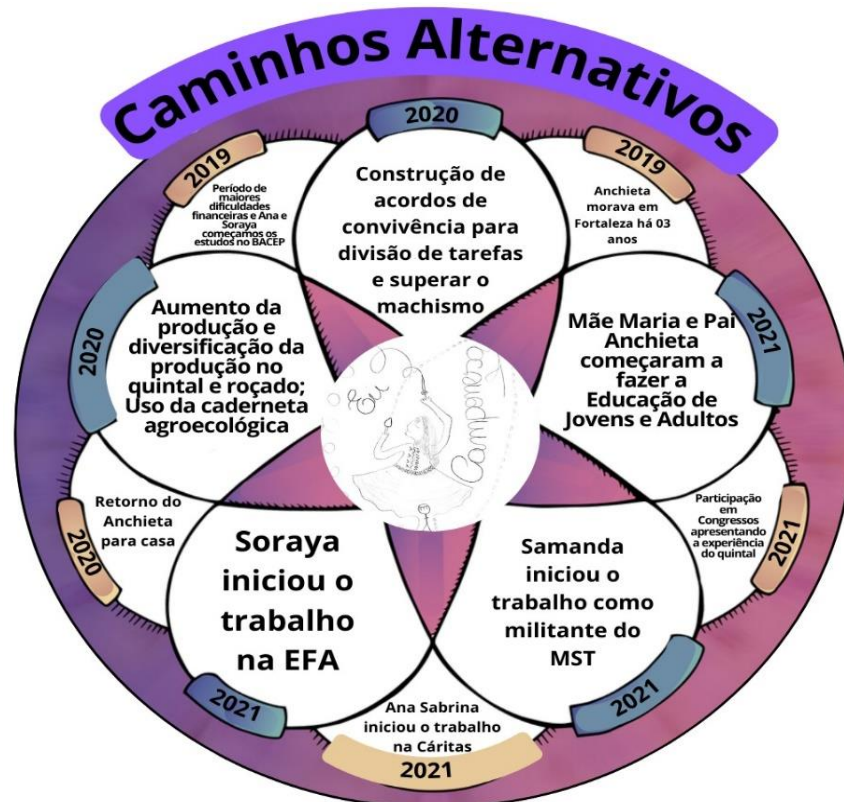 Caminhos Alternativos
2020
Construção de
acordos de
convivência para
divisão de tarefas
e superar o
machismo
2019
Anchieta
morava em
Fortaleza há 03
anos
2021
Mãe Maria e Pai
Anchieta
começaram a
fazer a
Educação de
Jovens e Adultos
2021
Participação
em
Congressos
apresentando
a experiência
do quintal
2021
Samanda
iniciou o
trabalho como
militante do
MST
2021
Ana Sabrina
iniciou o trabalho
na Cáritas
2021
Soraya
iniciou o
trabalho
na EFA
2020
Retorno do
Anchieta
para casa
2020
Aumento da
produção e
diversificação da
produção no
quintal e roçado;
Uso da caderneta
agroecológica
2019
Período de
maiores
dificuldades
financeiras e Ana e
Soraya
começamos os
estudos no BACEP
Eu